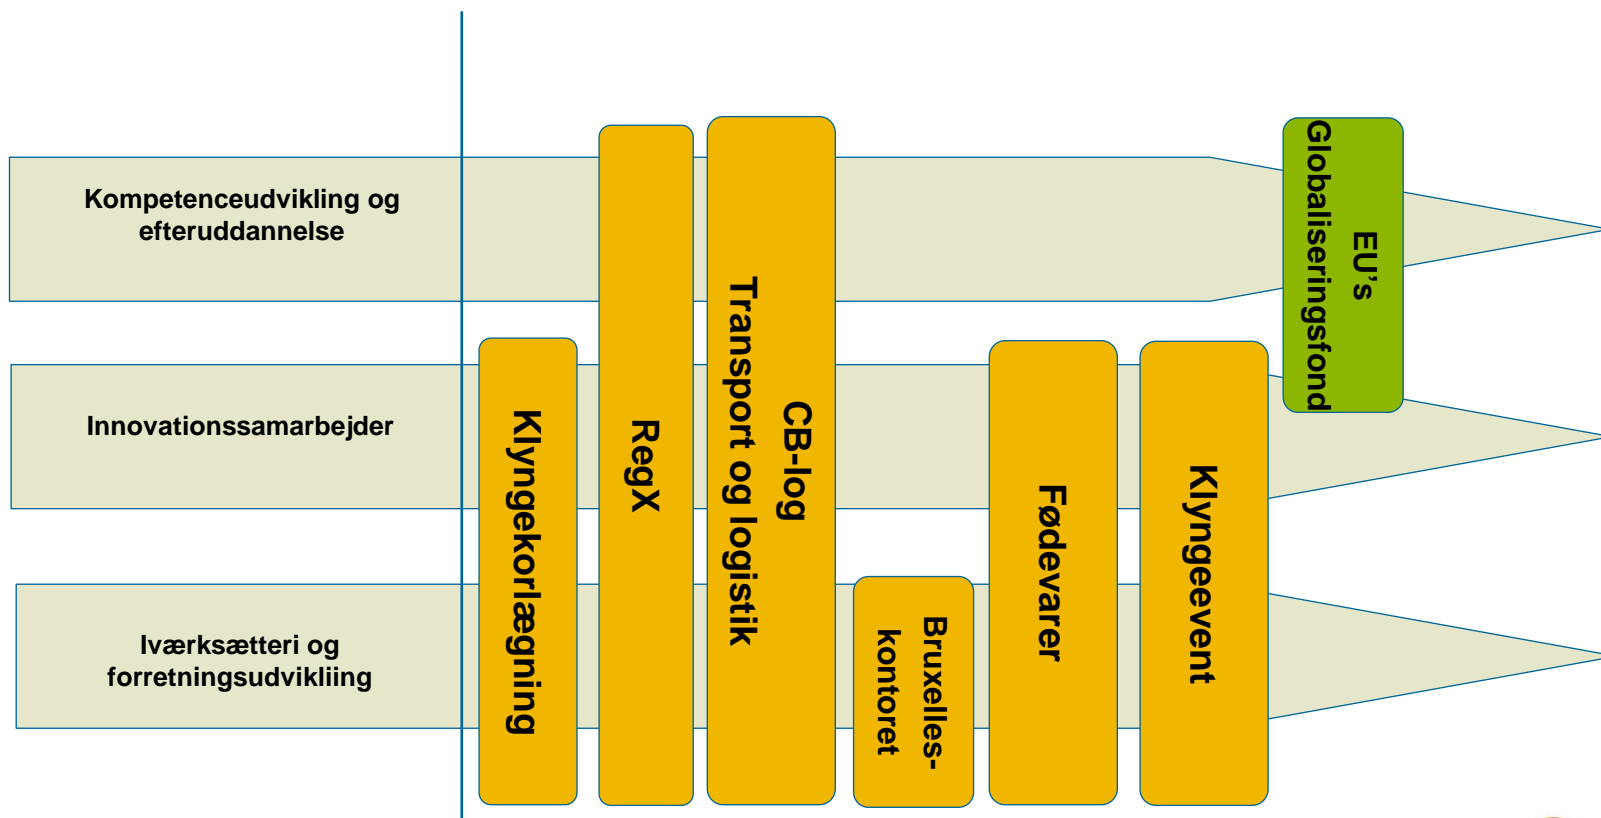 Kompetenceudvikling og
efteruddannelse
Innovationssamarbejder
Iværksætteri og
forretningsudvikliing
Klyngekorlægning
RegX
CB-log
Transport og logistik
Bruxelles-
kontoret
Fødevarer
Klyngeevent
EU's
Globaliseringsfond